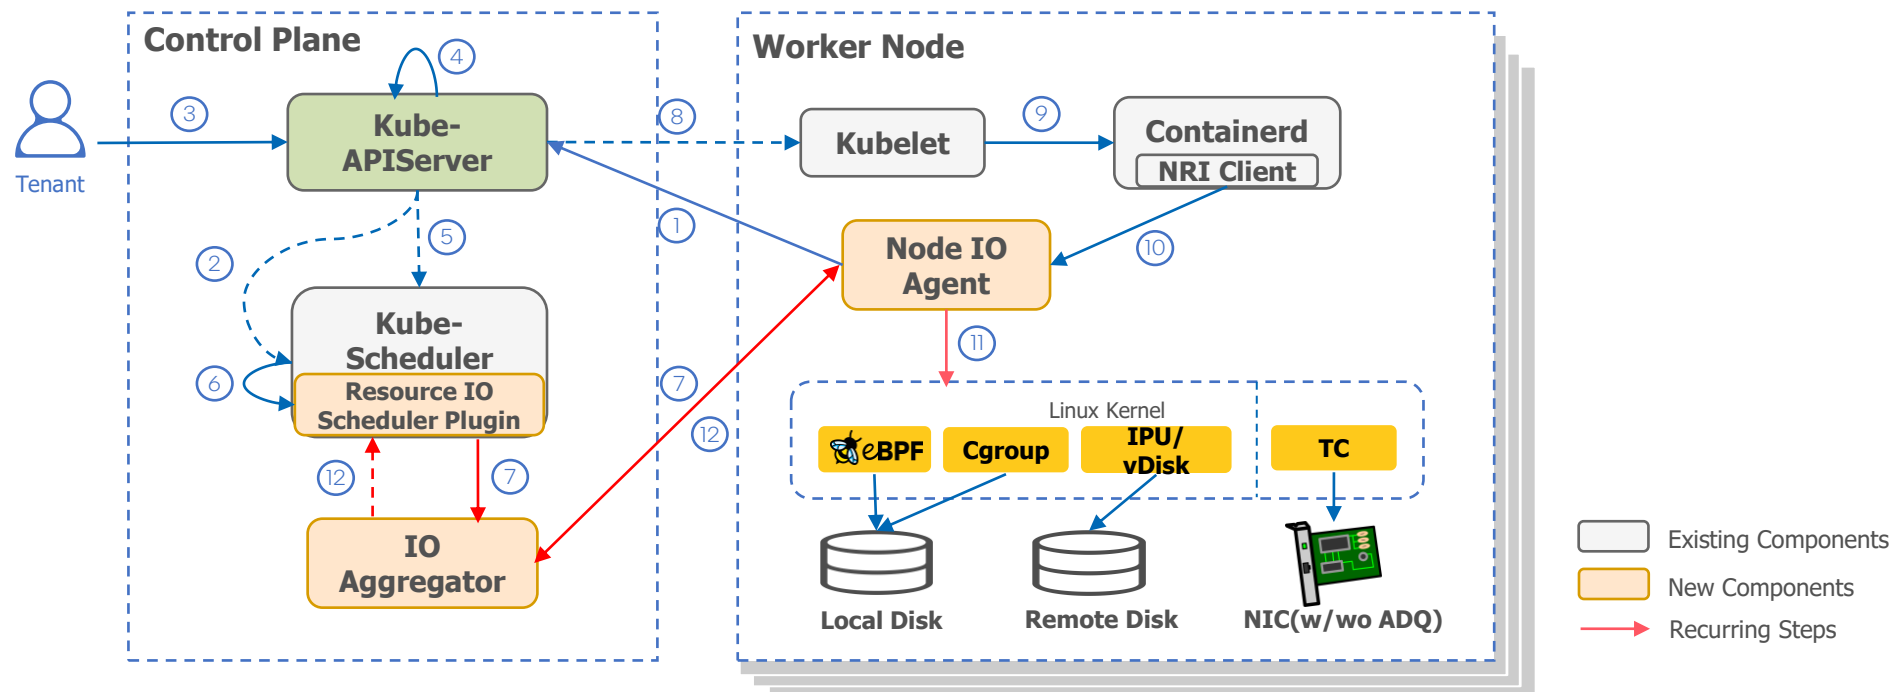 Control Plane
Worker Node
4
3
8
9
Kube-
APIServer
Kubelet
Containerd
NRI Client
Tenant
1
2
5
10
Node IO
Agent
Kube-
Scheduler
11
6
7
Resource IO
Scheduler Plugin
Linux Kernel
12
eBPF
Cgroup
IPU/
vDisk
TC
12
7
IO
Aggregator
Local Disk
Remote Disk
NIC(w/wo ADQ)
Existing Components
New Components
Recurring Steps